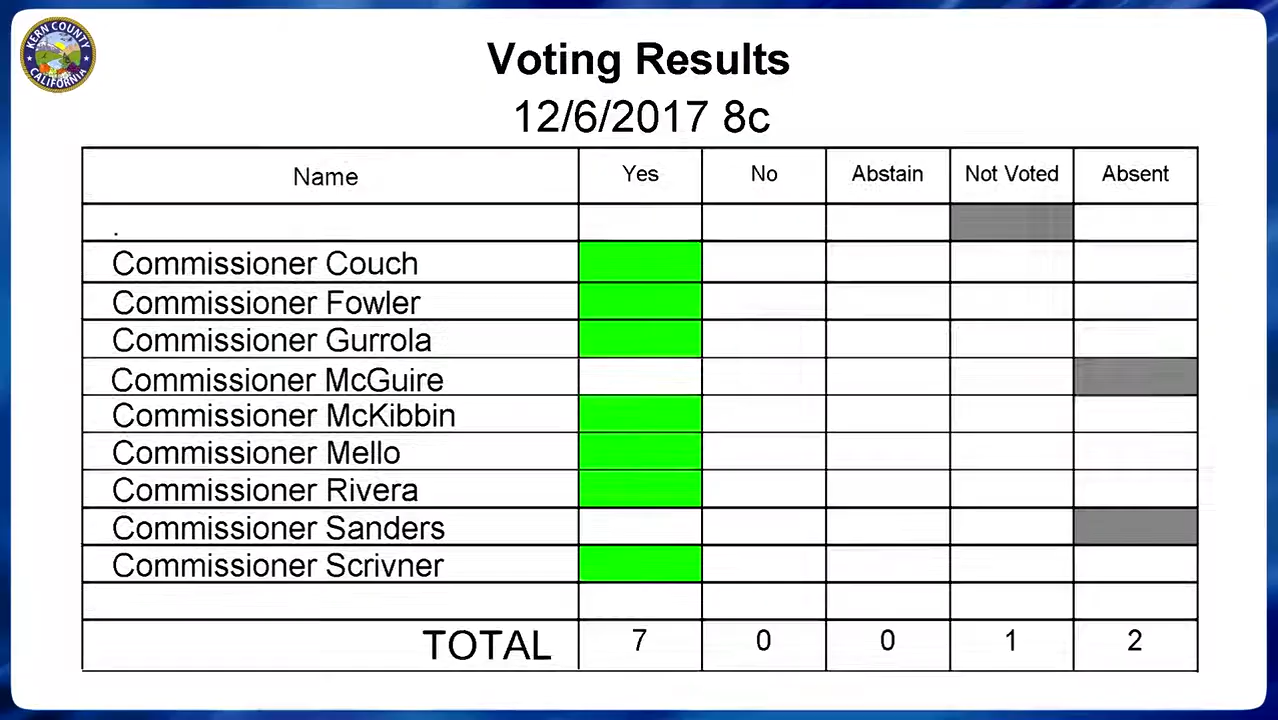 KERN COUNTY
CALIFORNIA
Voting Results
12/6/2017 8c
Name Yes No Abstain Not Voted Absent
.
Commissioner Couch
Commissioner Fowler
Commissioner Gurrola
Commissioner McGuire
Commissioner McKibbin
Commissioner Mello
Commissioner Rivera
Commissioner Sanders
Commissioner Scrivner
TOTAL 7 0 0 1 2